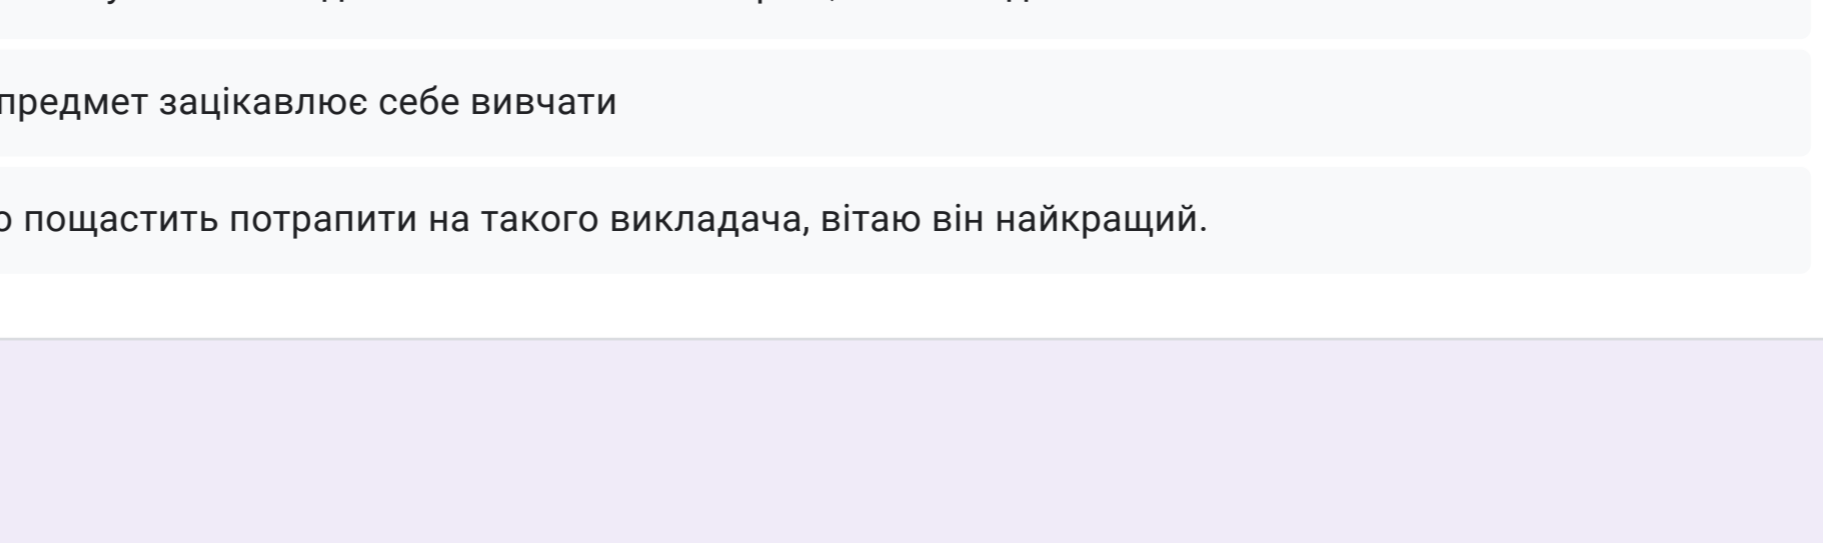 предмет зацікавлює себе вивчати
пощастить потрапити на такого викладача, вітаю він найкращий.